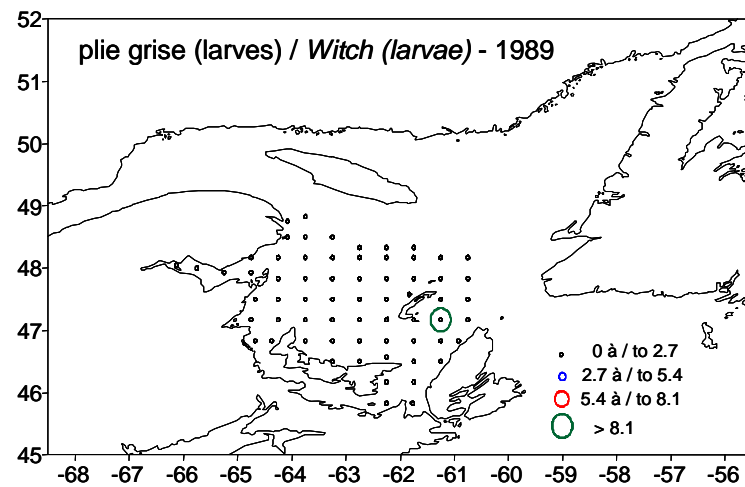 plie grise (larves) / Witch (larvae) - 1989
52
51
50
49
48
47
46
45
0 à / to 2.7
2.7 à / to 5.4
5.4 à / to 8.1
> 8.1
-68 -67 -66 -65 -64 -63 -62 -61 -60 -59 -58 -57 -56